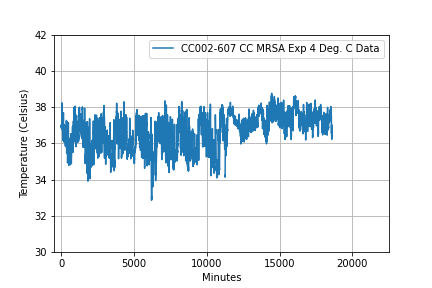 CC002-607 CC MRSA Exp 4 Deg. C Data
42
40
38
36
34
32
30
Temperature (Celsius)
0 5000 10000 15000 20000
Minutes